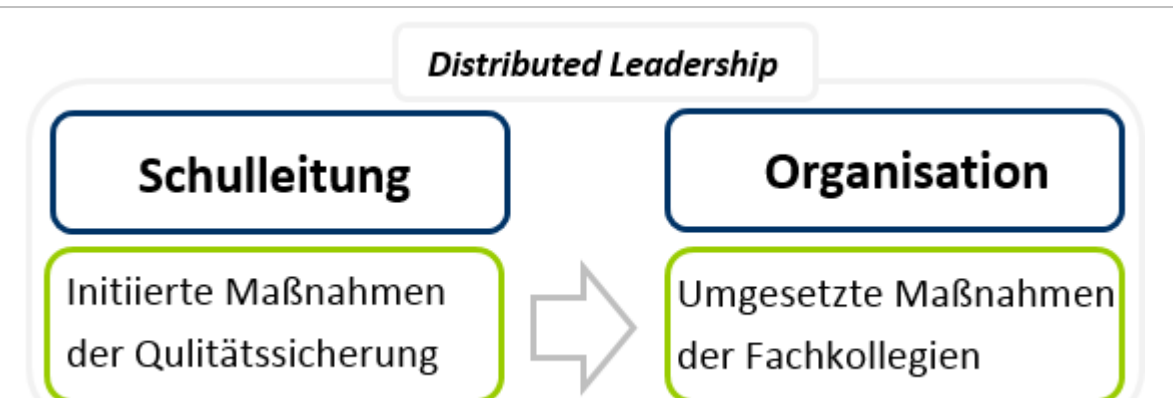 Distributed Leadership
Schulleitung
Organisation
Initiierte Maßnahmen
der Qulitätssicherung
Umgesetzte Maßnahmen
der Fachkollegien